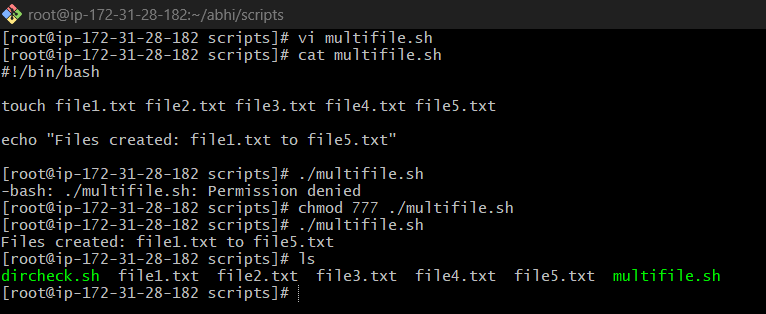 root@ip-172-31-28-182:~/abhi/scripts
[root@ip-172-31-28-182 scripts]# vi multifile.sh
[root@ip-172-31-28-182 scripts]# cat multifile.sh
#!/bin/bash
touch file1.txt file2.txt file3.txt file4.txt file5.txt
echo "Files created: file1.txt to file5.txt"
[root@ip-172-31-28-182 scripts]# ./multifile.sh
-bash: ./multifile.sh: Permission denied
[root@ip-172-31-28-182 scripts]# chmod 777 ./multifile.sh
[root@ip-172-31-28-182 scripts]# ./multifile.sh
Files created: file1.txt to file5.txt
[root@ip-172-31-28-182 scripts]# ls
dircheck.sh  file1.txt  file2.txt  file3.txt  file4.txt  file5.txt  multifile.sh
[root@ip-172-31-28-182 scripts]#